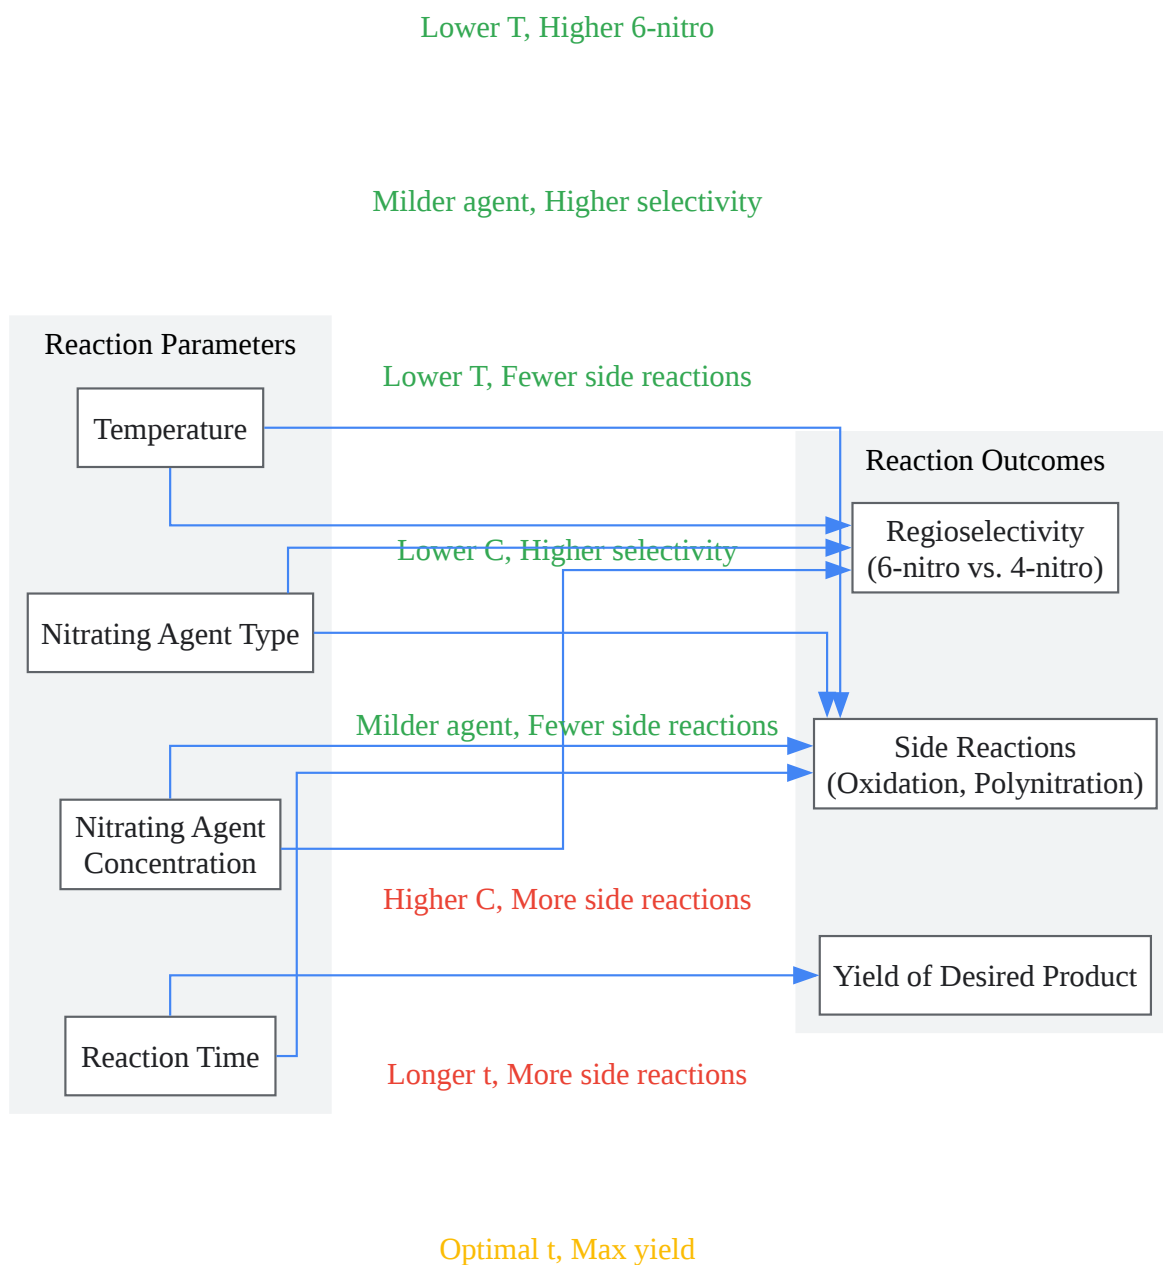 Lower T, Higher 6-nitro
Milder agent, Higher selectivity
Reaction Parameters
Lower T, Fewer side reactions
Temperature
Reaction Outcomes
Regioselectivity
(6-nitro vs. 4-nitro)
Lower C, Higher selectivity
Nitrating Agent Type
Milder agent, Fewer side reactions
Side Reactions
(Oxidation, Polynitration)
Nitrating Agent
Concentration
Higher C, More side reactions
Yield of Desired Product
Reaction Time
Longer t, More side reactions
Optimal t, Max yield